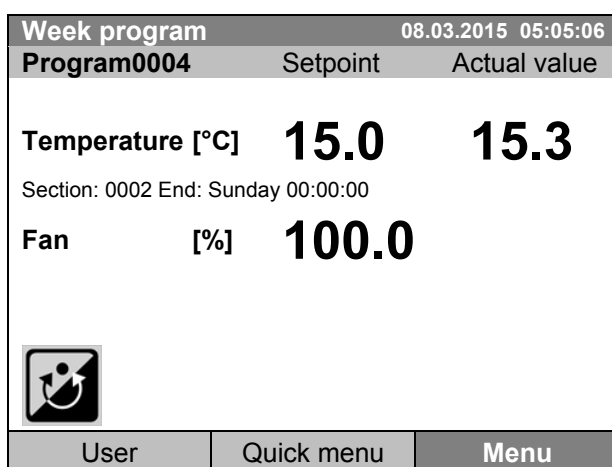 Week program 08.03.2015 05:05:06
Program0004 Setpoint Actual value
Temperature [°C] 15.0 15.3
Section: 0002 End: Sunday 00:00:00
Fan [%] 100.0
User Quick menu Menu